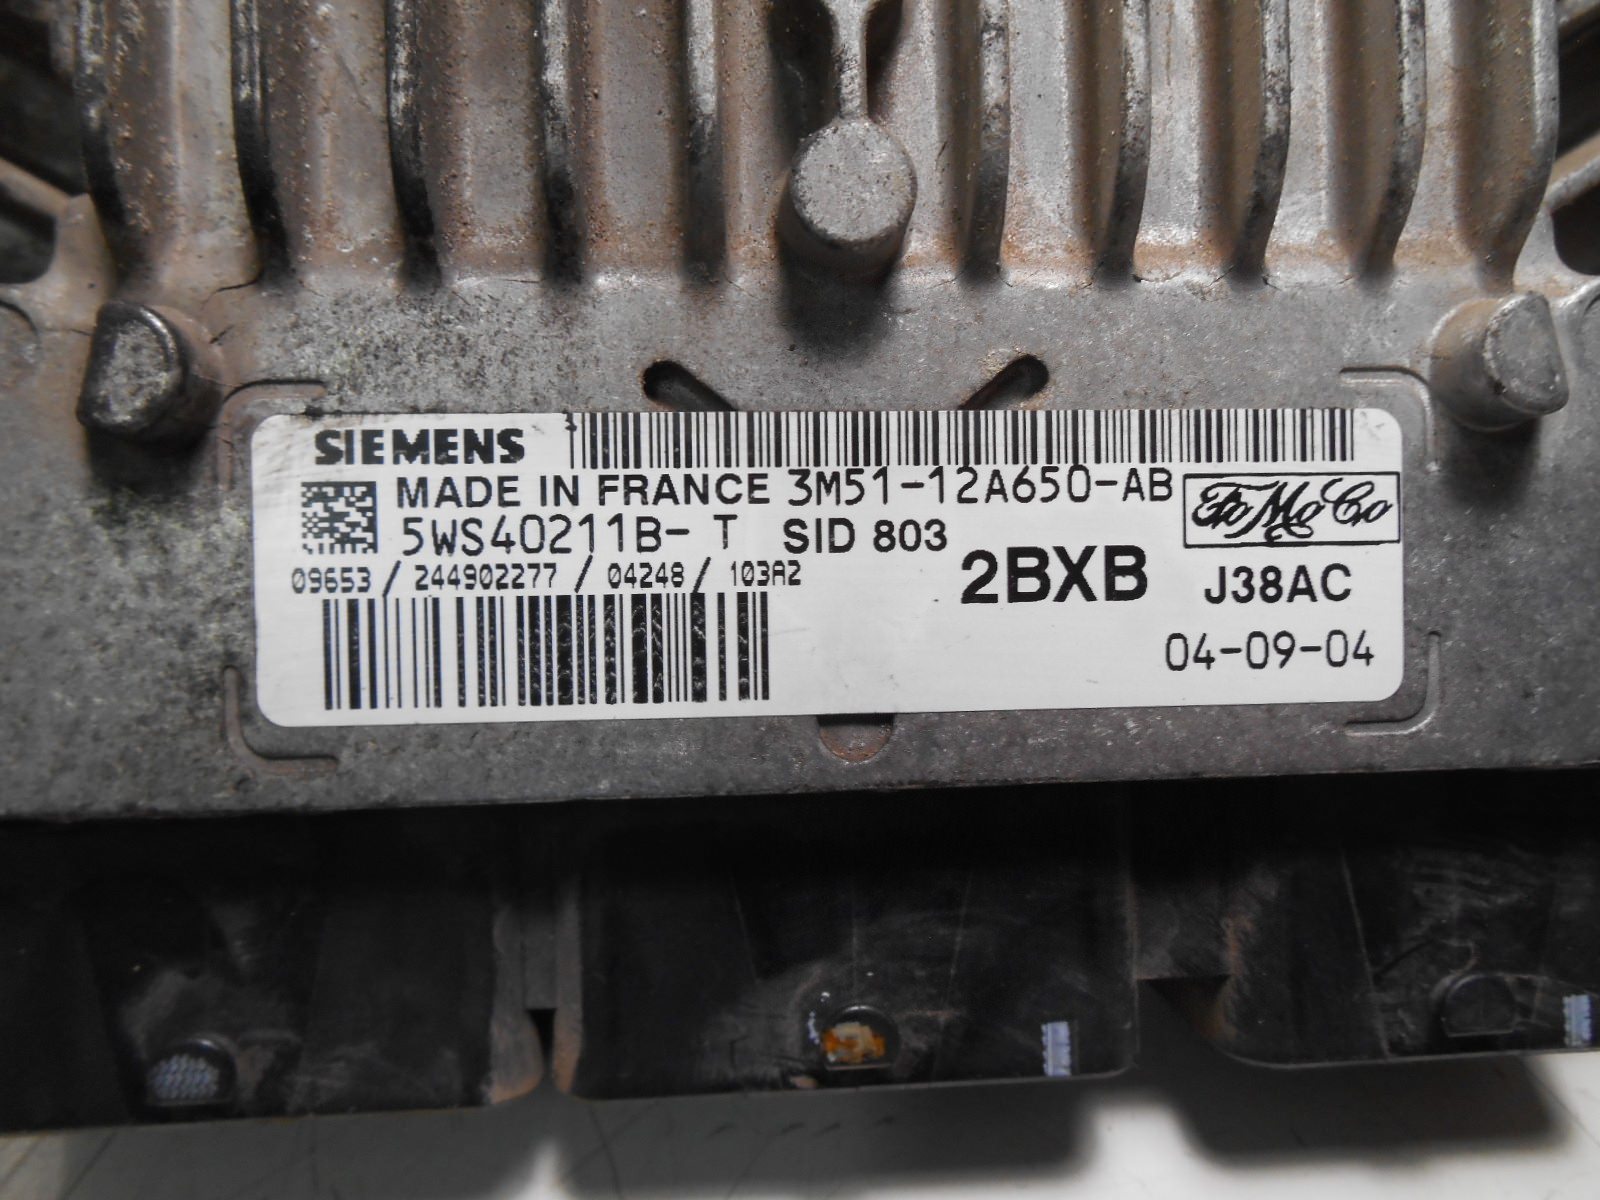 SIEMENS
MADE IN FRANCE 3M51-12A650-AB FoMoCo
5WS40211B- T SID 803
09653 / 244902277 / 04248 / 103A2 2BXB J38AC
04-09-04